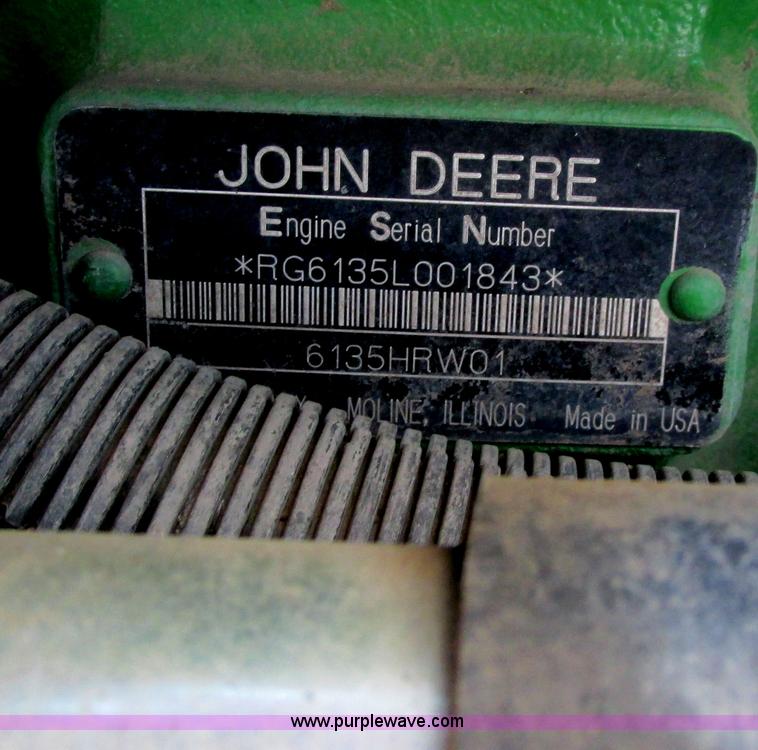 JOHN DEERE
Engine Serial Number
*RG6135L001843*
6135HRW01
MOLINE, ILLINOIS Made in USA
www.purplewave.com